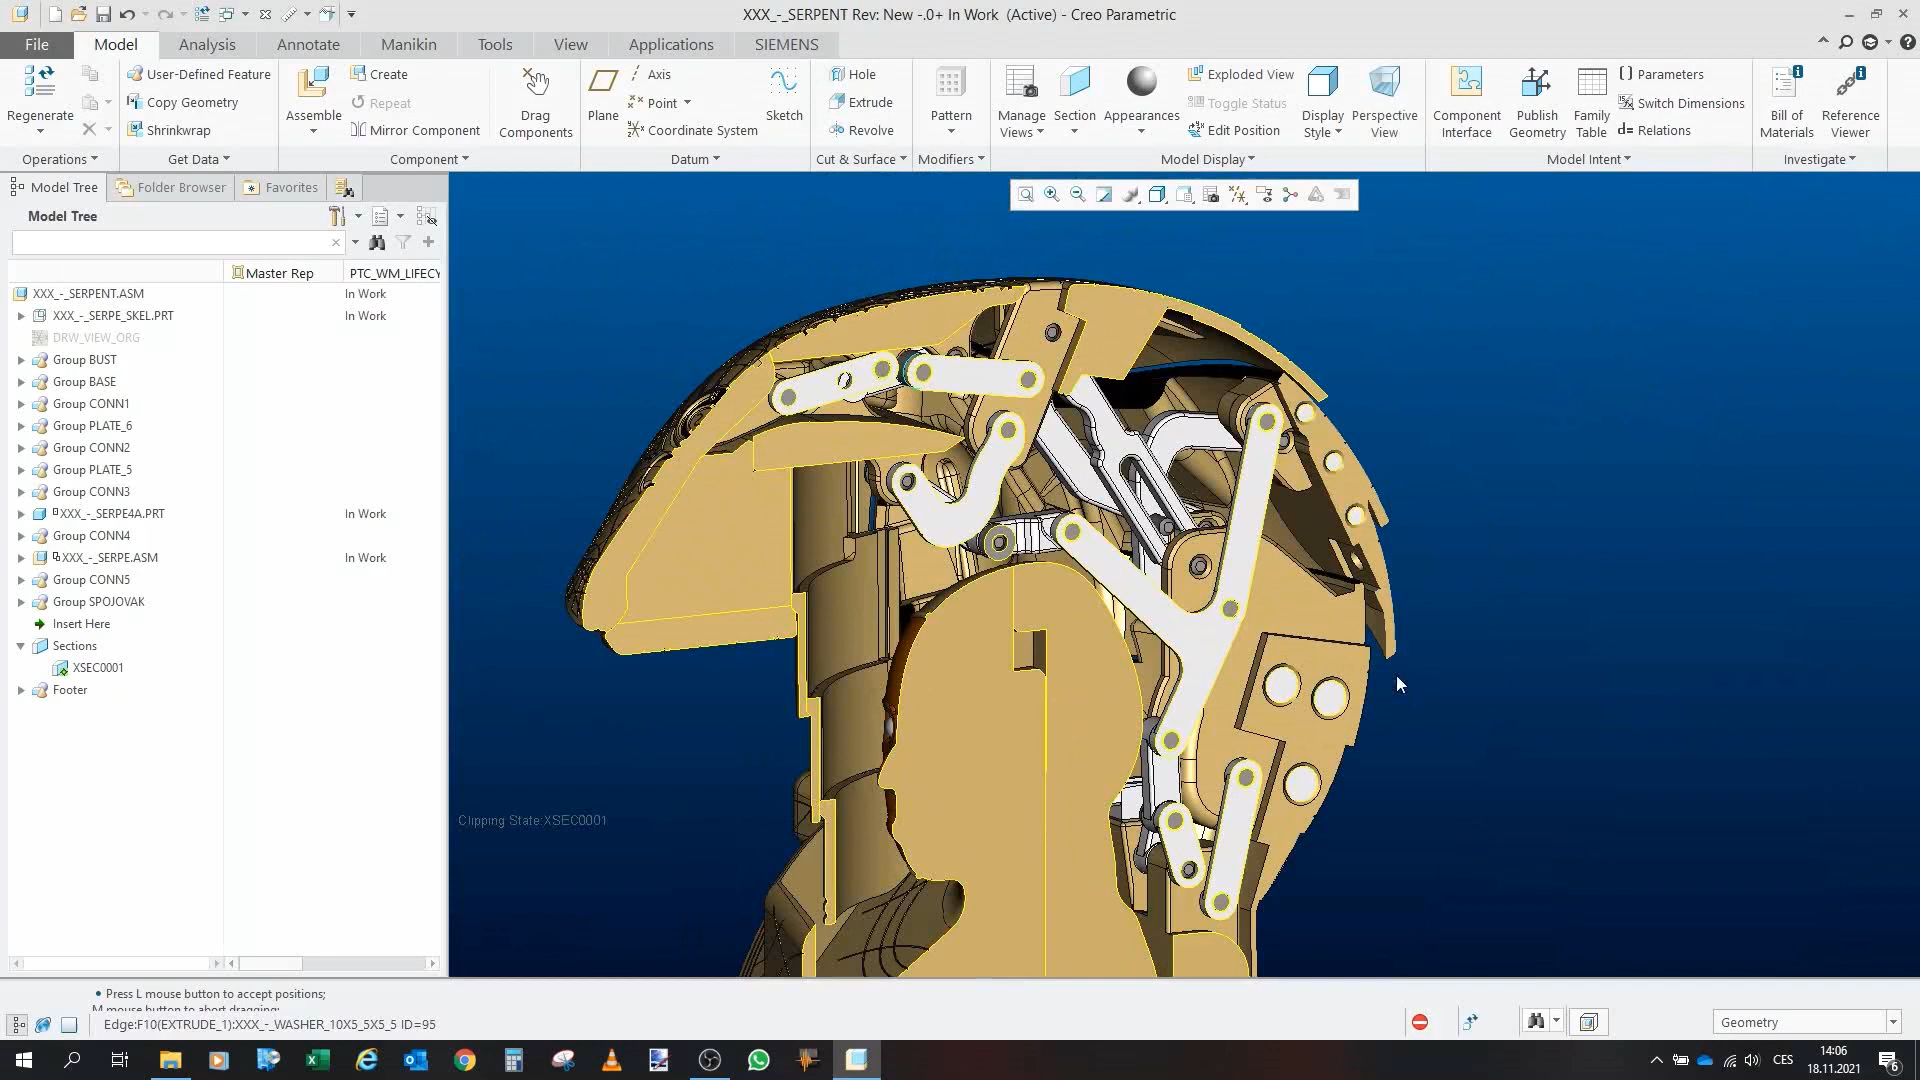 XXX_-_SERPENT Rev: New -.0+ In Work (Active) - Creo Parametric
File Model Analysis Annotate Manikin Tools View Applications SIEMENS
Regenerate
User-Defined Feature
Copy Geometry
Shrinkwrap
Assemble
Create
Repeat
Mirror Component
Drag
Components
Plane
Axis
Point
Coordinate System
Sketch
Hole
Extrude
Revolve
Pattern
Manage
Views
Section
Appearances
Exploded View
Toggle Status
Edit Position
Display
Style
Perspective
View
Component
Interface
Publish
Geometry
Family
Table
Parameters
Switch Dimensions
Relations
Bill of
Materials
Reference
Viewer
Operations Get Data Component Datum Cut & Surface Modifiers Model Display Model Intent Investigate
Model Tree Folder Browser Favorites
Model Tree
Master Rep PTC_WM_LIFECY
XXX_-_SERPENT.ASM In Work
XXX_-_SERPE_SKEL.PRT In Work
DRW_VIEW_ORG
Group BUST
Group BASE
Group CONN1
Group PLATE_6
Group CONN2
Group PLATE_5
Group CONN3
XXX_-_SERPE4A.PRT In Work
Group CONN4
XXX_-_SERPE.ASM In Work
Group CONN5
Group SPOJOVAK
Insert Here
Sections
XSEC0001
Footer
Clipping State:XSEC0001
• Press L mouse button to accept positions;
M mouse button to abort dragging;
Edge:F10(EXTRUDE_1):XXX_-_WASHER_10X5_5X5_5 ID=95
Geometry
CES
14:06
18.11.2021
6